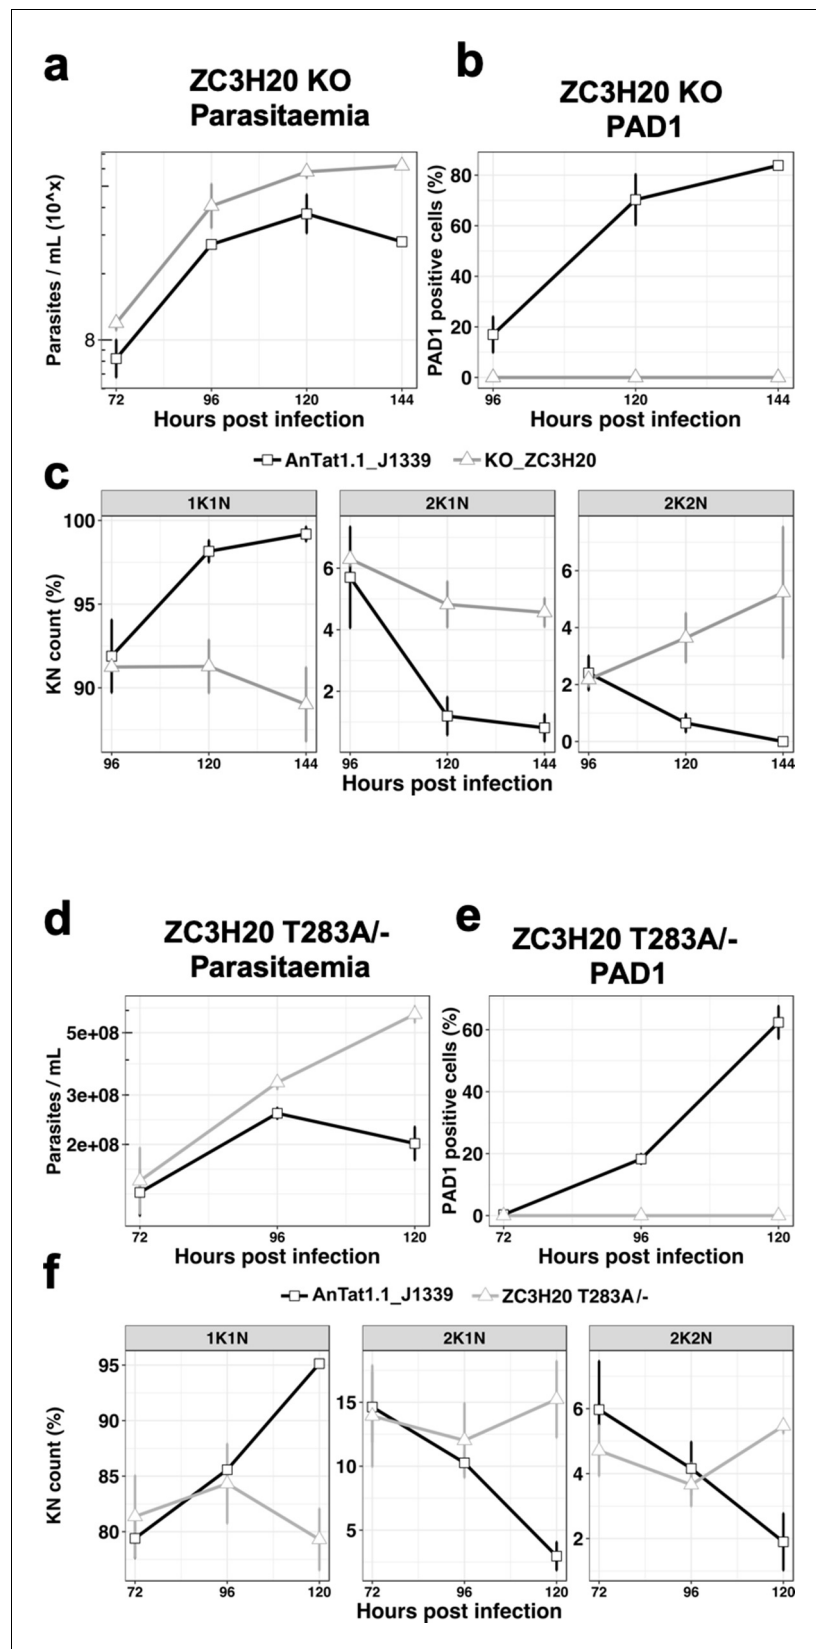 a
ZC3H20 KO
Parasitaemia
Parasites / mL (10^x)
8
72 96 120 144
Hours post infection
b
ZC3H20 KO
PAD1
PAD1 positive cells (%)
80
60
40
20
0
96 120 144
Hours post infection
AnTat1.1_J1339 KO_ZC3H20
c
1K1N 2K1N 2K2N
KN count (%)
100
95
90
96 120 144
6
4
2
96 120 144
6
4
2
0
96 120 144
Hours post infection
d
ZC3H20 T283A/-
Parasitaemia
Parasites / mL
5e+08
3e+08
2e+08
72 96 120
Hours post infection
e
ZC3H20 T283A/-
PAD1
PAD1 positive cells (%)
60
40
20
0
72 96 120
Hours post infection
f
AnTat1.1_J1339 ZC3H20 T283A/-
1K1N 2K1N 2K2N
KN count (%)
95
90
85
80
72 96 120
15
10
5
72 96 120
6
4
2
72 96 120
Hours post infection